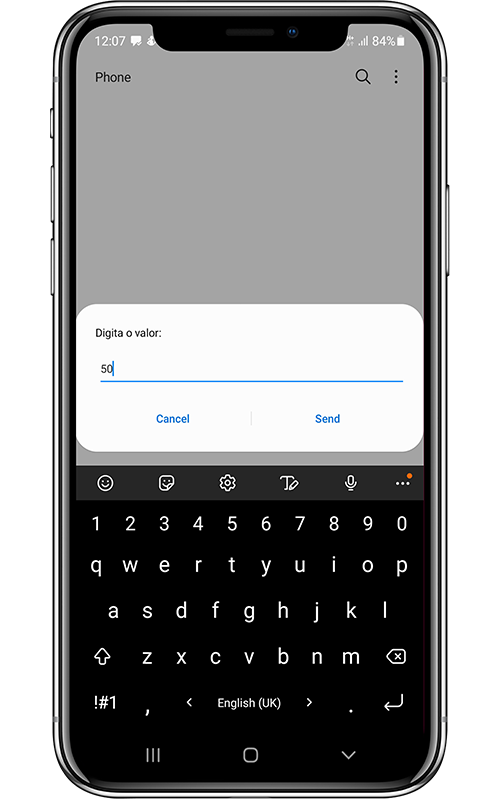 12:07 84%
Phone
Digita o valor:
50
Cancel Send
1 2 3 4 5 6 7 8 9 0
q w e r t y u i o p
a s d f g h j k l
z x c v b n m
!#1 , < English (UK) > .